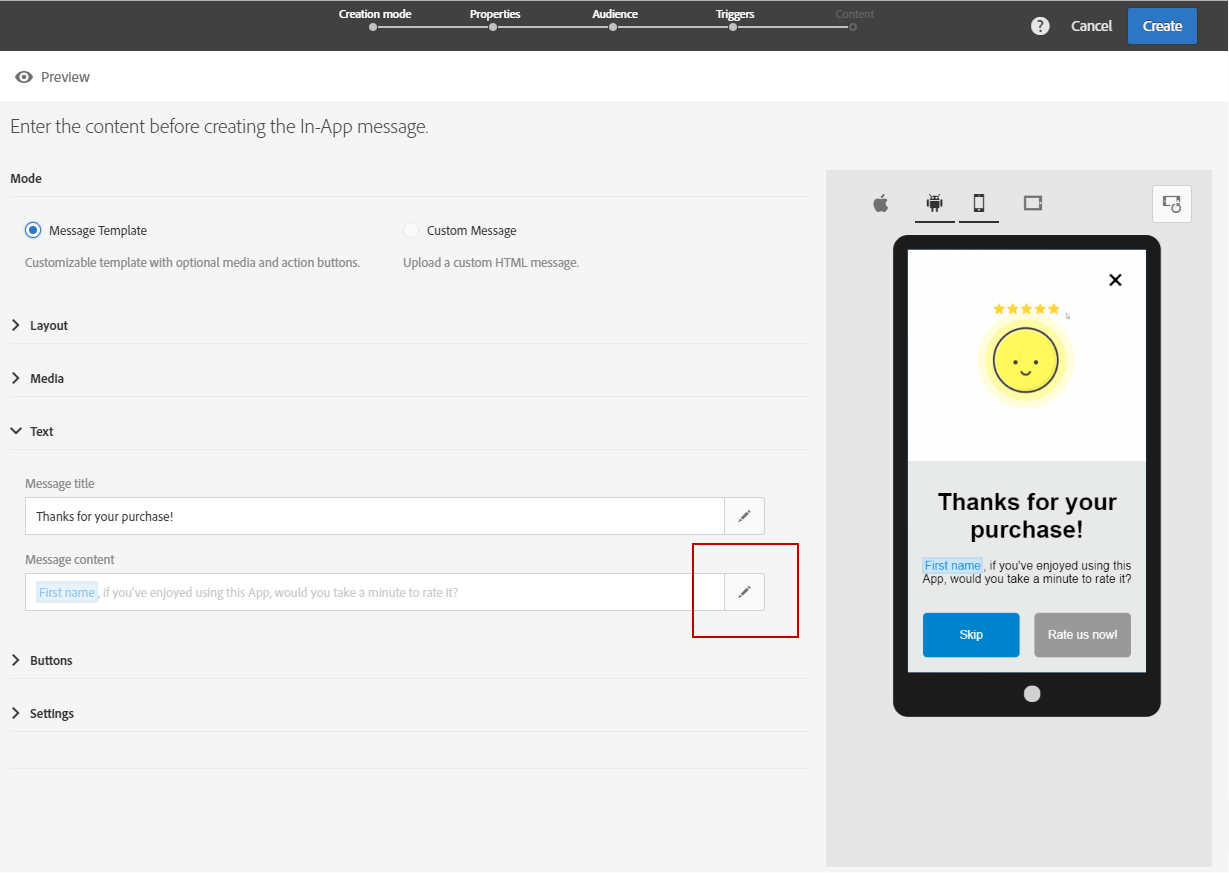 Creation mode
Properties
Audience
Triggers
Content
?
Cancel
Create
Preview
Enter the content before creating the In-App message.
Mode
Message Template
Custom Message
Customizable template with optional media and action buttons.
Upload a custom HTML message.
Layout
Media
Text
Message title
Thanks for your purchase!
Message content
First name, if you've enjoyed using this App, would you take a minute to rate it?
Buttons
Settings
Thanks for your
purchase!
First name, if you've enjoyed using this
App, would you take a minute to rate it?
Skip
Rate us now!